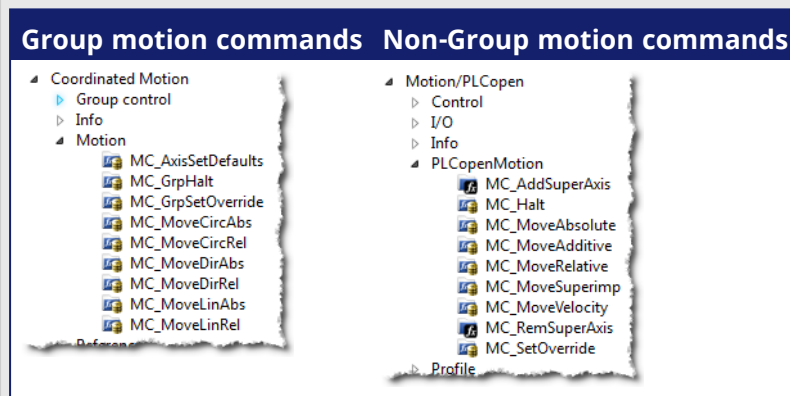 Group motion commands
Non-Group motion commands
Coordinated Motion
Group control
Info
Motion
MC_AxisSetDefaults
MC_GrpHalt
MC_GrpSetOverride
MC_MoveCircAbs
MC_MoveCircRel
MC_MoveDirAbs
MC_MoveDirRel
MC_MoveLinAbs
MC_MoveLinRel
Motion/PLCopen
Control
I/O
Info
PLCopenMotion
MC_AddSuperAxis
MC_Halt
MC_MoveAbsolute
MC_MoveAdditive
MC_MoveRelative
MC_MoveSuperimp
MC_MoveVelocity
MC_RemSuperAxis
MC_SetOverride
Profile